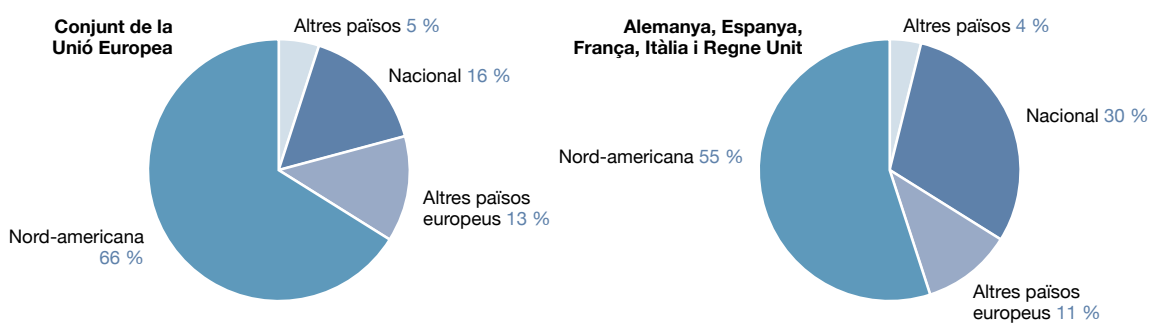 Conjunt de la
Unió Europea
Altres països 5 %
Nacional 16 %
Altres països
europeus 13 %
Nord-americana
66 %
Alemanya, Espanya,
França, Itàlia i Regne Unit
Altres països 4 %
Nacional 30 %
Nord-americana 55 %
Altres països
europeus 11 %